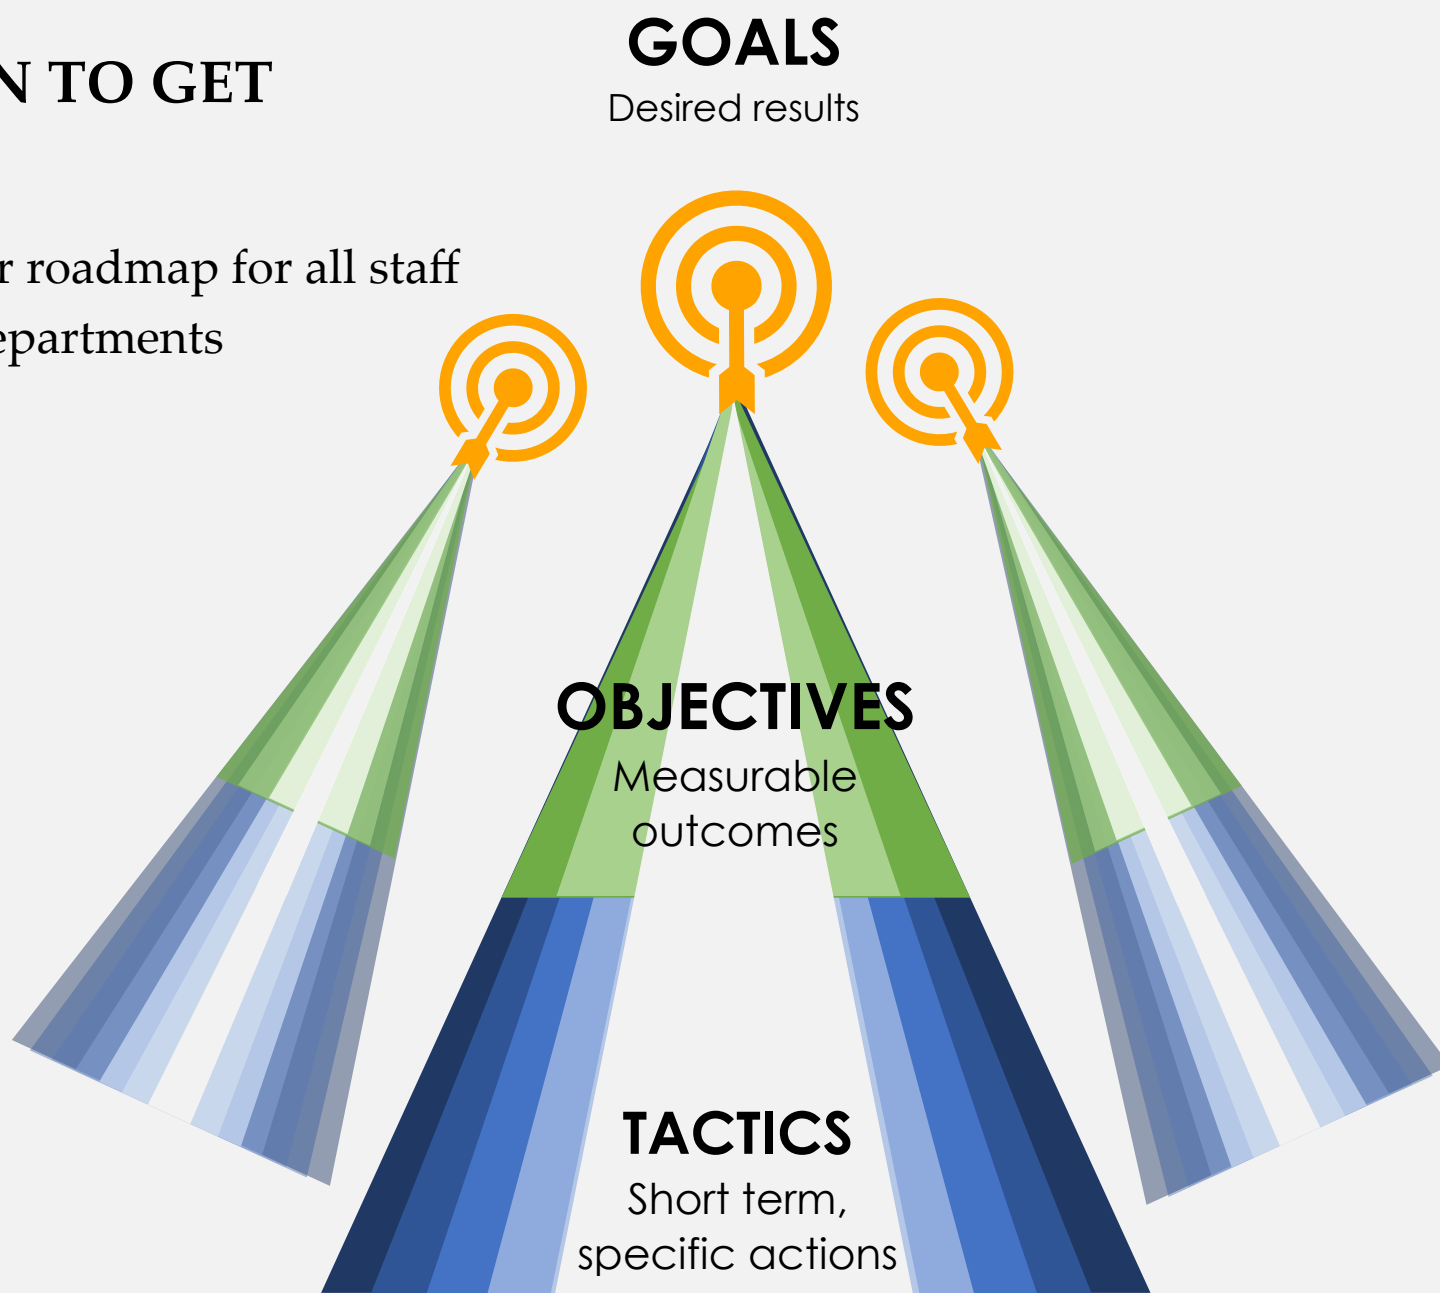 GOALS
Desired results
N TO GET
r roadmap for all staff
epartments
OBJECTIVES
Measurable
outcomes
TACTICS
Short term,
specific actions